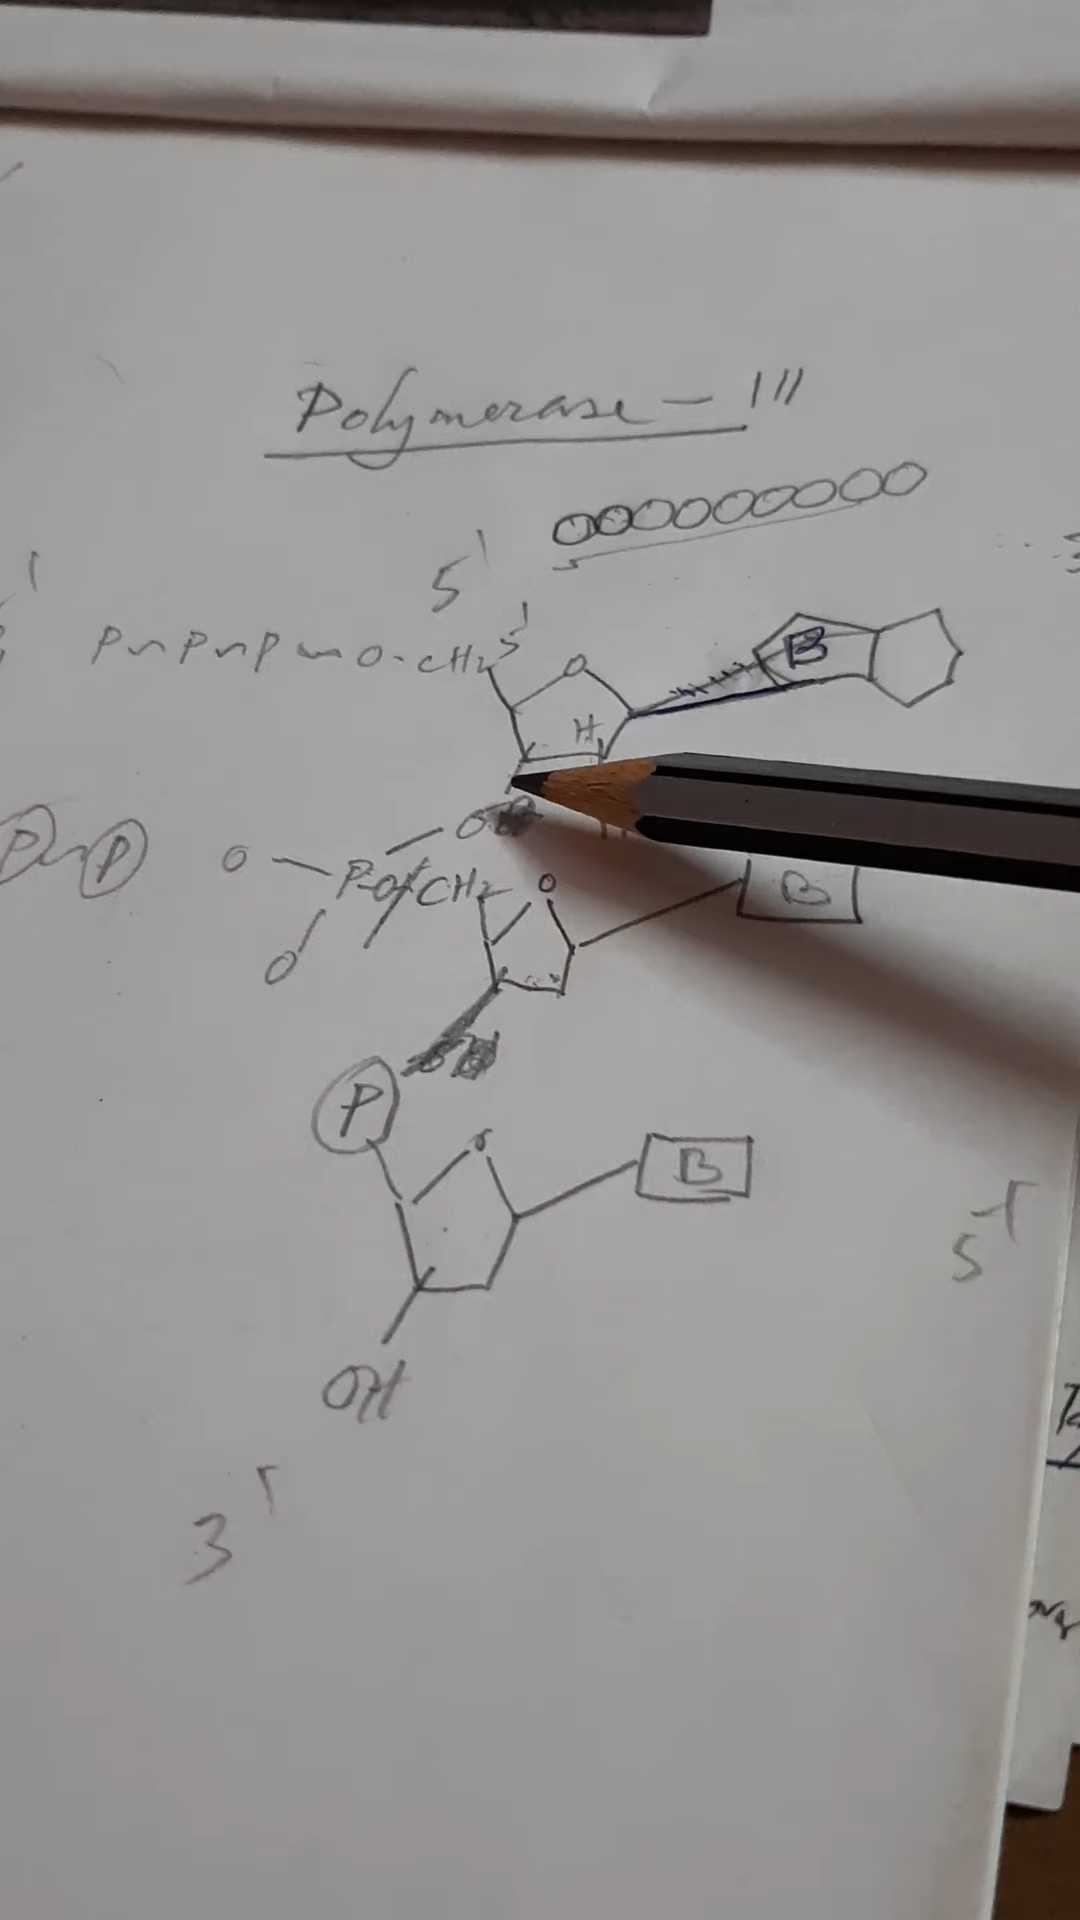 Polymerase - III
5'
5'
P~P~P~O-CH2
O
B
H
O
P~P
O
P-O
CH2
O
B
O
P
O
B
5'
OH
3'